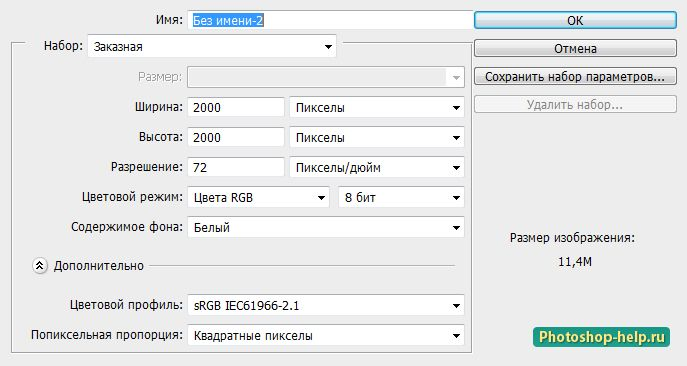 Имя: Без имени-2
ОК
Набор: Заказная
Отмена
Размер:
Сохранить набор параметров...
Ширина: 2000 Пикселы
Удалить набор...
Высота: 2000 Пикселы
Разрешение: 72 Пикселы/дюйм
Цветовой режим: Цвета RGB 8 бит
Содержимое фона: Белый
Размер изображения:
11,4M
Дополнительно
Цветовой профиль: sRGB IEC61966-2.1
Попиксельная пропорция: Квадратные пикселы
Photoshop-help.ru